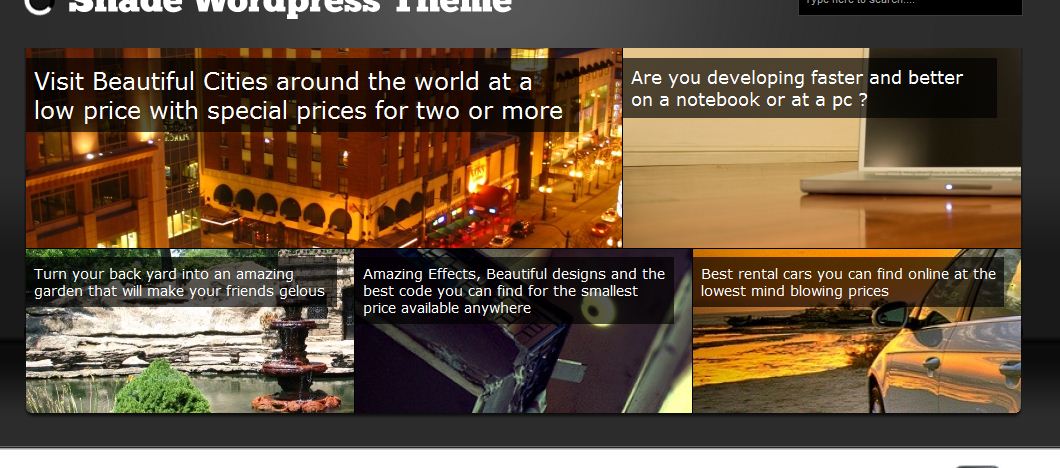 Shade Wordpress Theme
Type here to search....
Visit Beautiful Cities around the world at a
low price with special prices for two or more
Are you developing faster and better
on a notebook or at a pc ?
Turn your back yard into an amazing
garden that will make your friends gelous
Amazing Effects, Beautiful designs and the
best code you can find for the smallest
price available anywhere
Best rental cars you can find online at the
lowest mind blowing prices